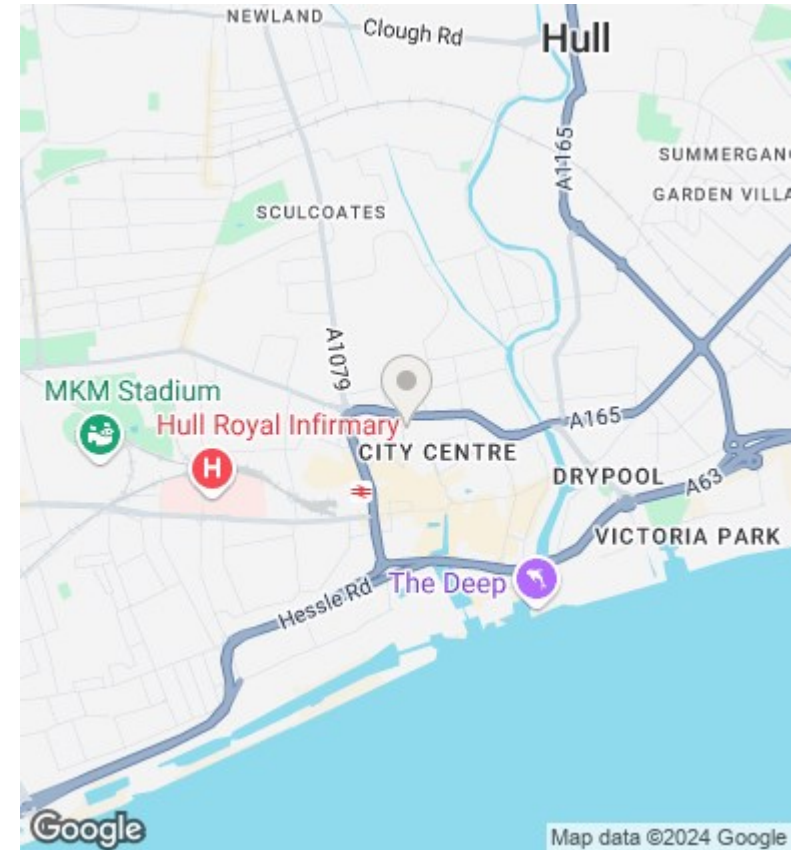 NEWLAND
Clough Rd
Hull
A1165
SUMMERGAN
GARDEN VILLA
SCULCOATES
A1079
MKM Stadium
Hull Royal Infirmary
H
CITY CENTRE
A165
DRYPOOL
A63
VICTORIA PARK
The Deep
Hessle Rd
Google
Map data ©2024 Google